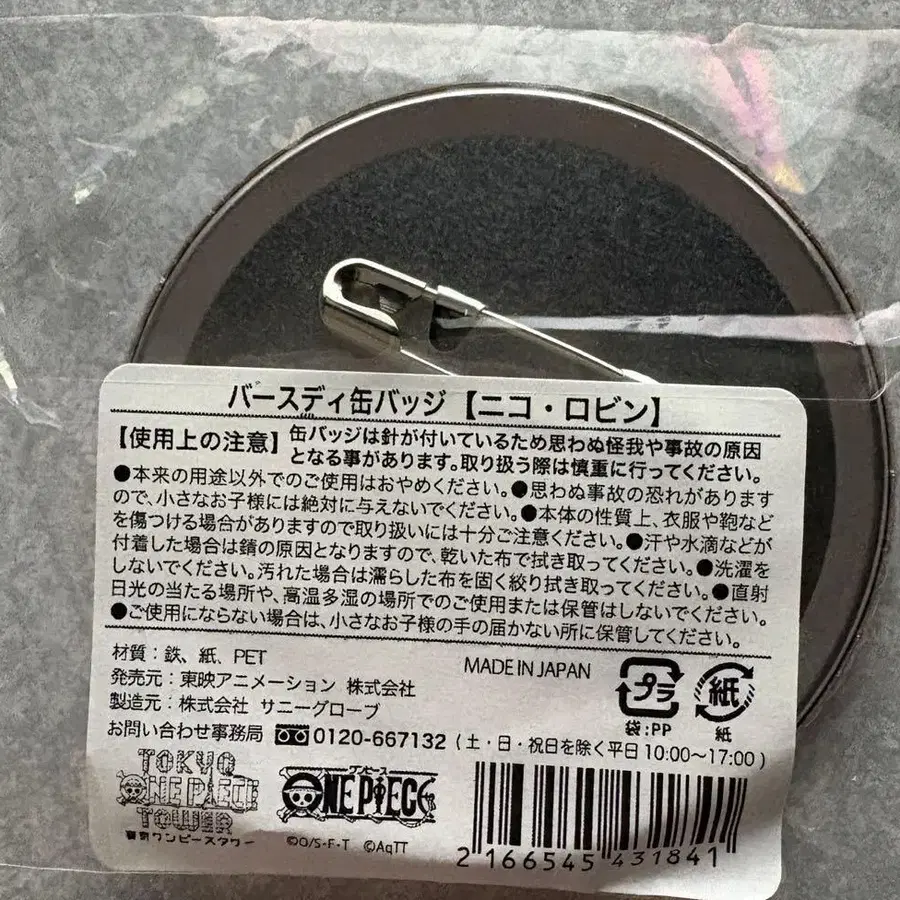 バースディ缶バッジ【ニコ・ロビン】
【使用上の注意】缶バッジは針が付いているため思わぬ怪我や事故の原因
となる事があります。取り扱う際は慎重に行ってください。
●本来の用途以外でのご使用はおやめください。●思わぬ事故の恐れがあります
ので、小さなお子様には絶対に与えないでください。●本体の性質上、衣服や鞄など
を傷つける場合がありますので取り扱いには十分ご注意ください。●汗や水滴などが
付着した場合は錆の原因となりますので、乾いた布で拭き取ってください。●洗濯を
しないでください。汚れた場合は濡らした布を固く絞り拭き取ってください。●直射
日光の当たる場所や、高温多湿の場所でのご使用または保管はしないでください。
●ご使用にならない場合は、小さなお子様の手の届かない所に保管してください。
材質：鉄、紙、PET
MADE IN JAPAN
発売元：東映アニメーション 株式会社
製造元：株式会社 サニーグローブ
プラ
袋:PP
紙
紙
お問い合わせ事務局 0120-667132 (土・日・祝日を除く平日10:00～17:00)
TOKYO
ONE PIECE
TOWER
東京ワンピースタワー
ワンピース
ONE PIECE
©O/S・F・T ©AqTT
2 166545 431841